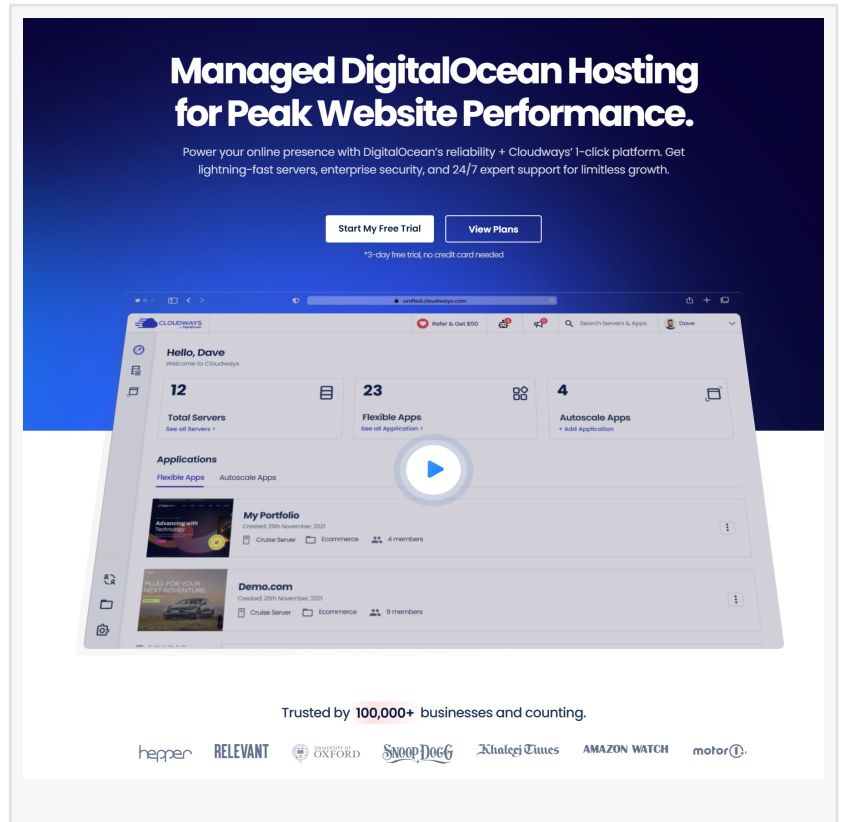 Managed DigitalOcean Hosting
for Peak Website Performance.
Power your online presence with DigitalOcean's reliability + Cloudways' 1-click platform. Get
lightning-fast servers, enterprise security, and 24/7 expert support for limitless growth.
Start My Free Trial
View Plans
*3-day free trial, no credit card needed
unified.cloudways.com
CLOUDWAYS
Refer & Get $50
Search Servers & Apps
Dave
Hello, Dave
Welcome to Cloudways
12
Total Servers
See all Servers >
23
Flexible Apps
See all Application >
4
Autoscale Apps
+ Add Application
Applications
Flexible Apps
Autoscale Apps
Advancing with
Technology
My Portfolio
Created: 26th November, 2021
Cruise Server
Ecommerce
4 members
PLUG FOR YOUR
NEXT ADVENTURE.
Demo.com
Created: 26th November, 2021
Cruise Server
Ecommerce
9 members
Trusted by 100,000+ businesses and counting.
hepper
RELEVANT
UNIVERSITY OF
OXFORD
SNOOP DOGG
Khaleej Times
AMAZON WATCH
motor1